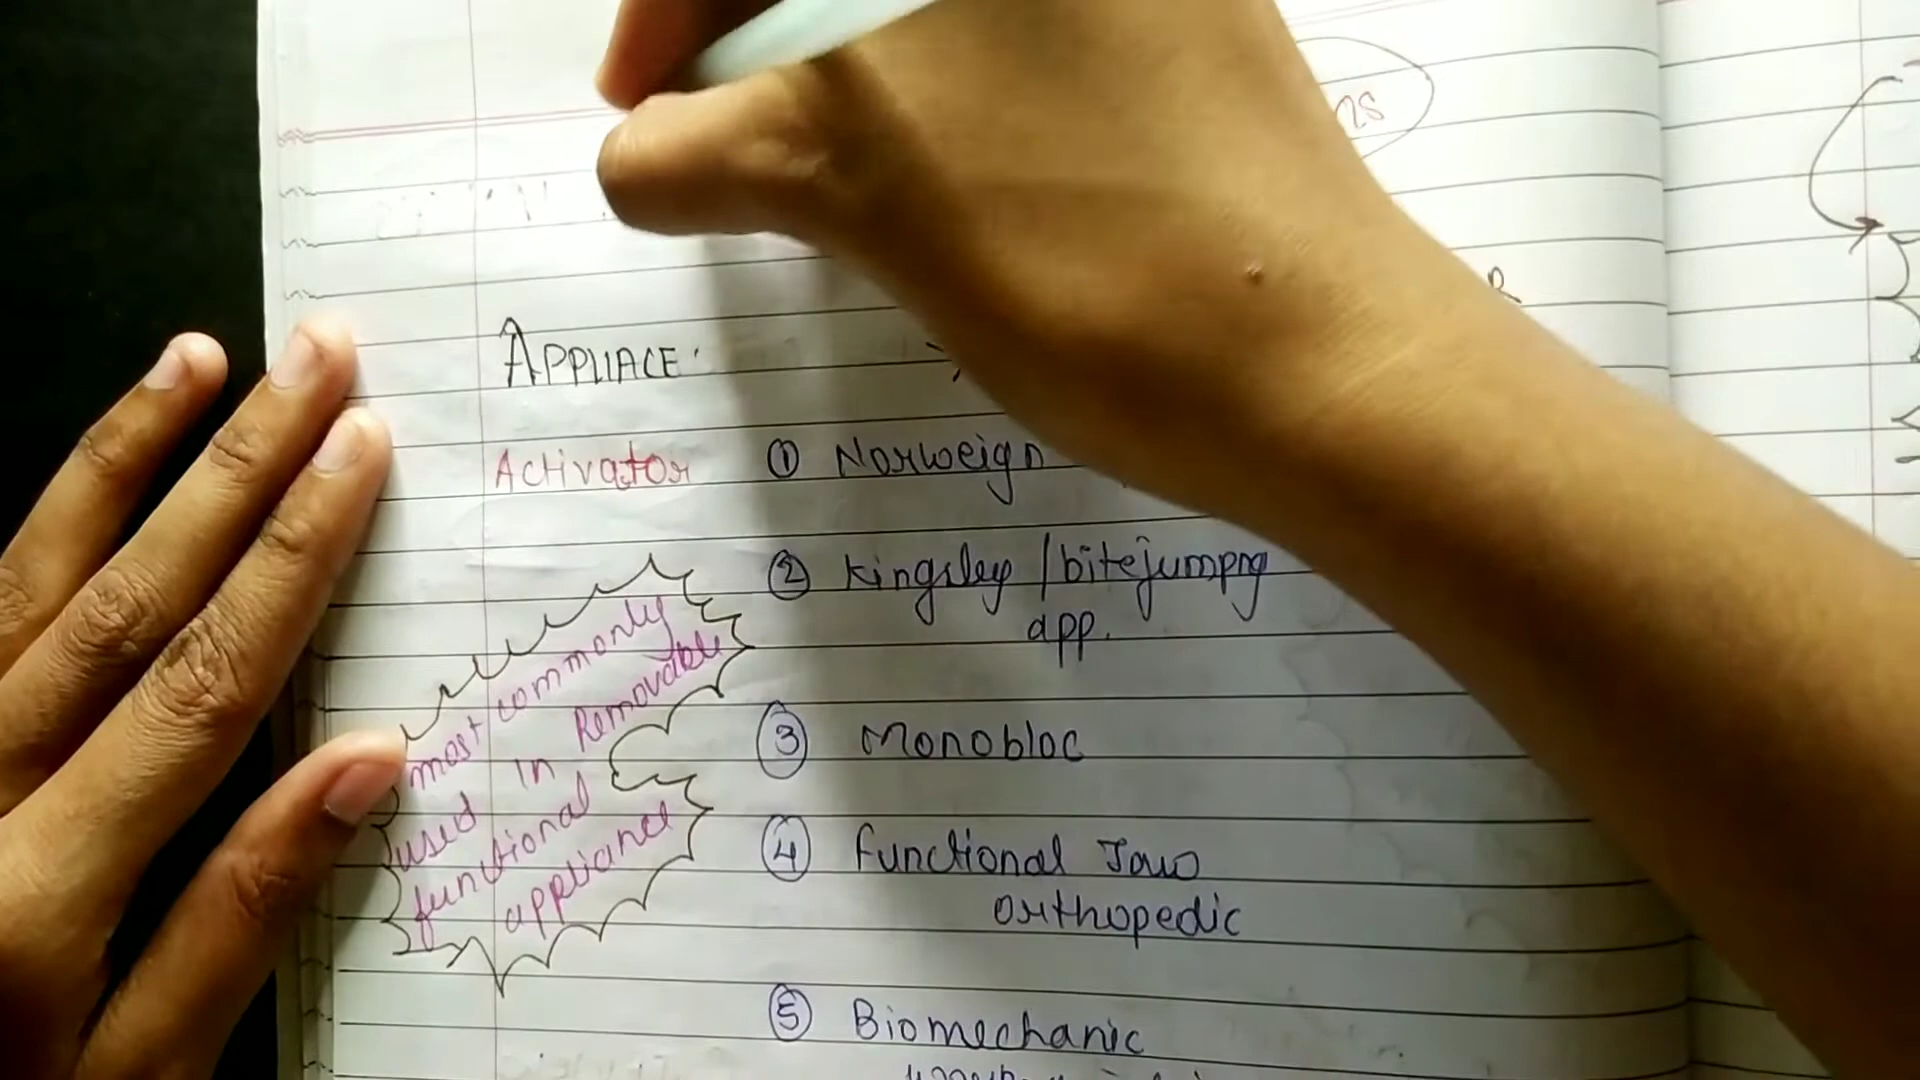 APPLIACE
Activator
① Norweign
② Kingsley / bitejumpng
app.
most commonly
used in Removable
functional
appliance
③ Monobloc
④ functional Jaw
orthopedic
⑤ Biomechanic